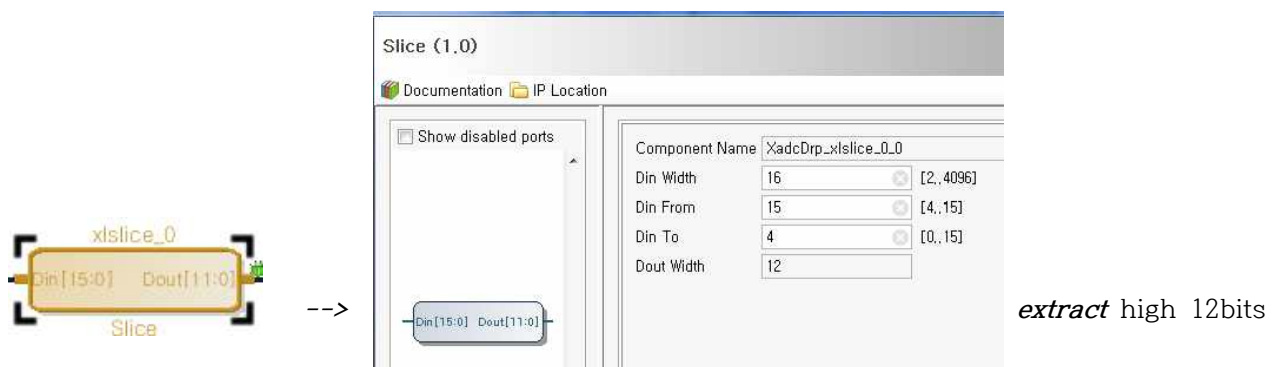 Slice (1.0)
Documentation IP Location
Show disabled ports
Component Name XadcDrp_xlslice_0_0
Din Width 16 [2,,4096]
Din From 15 [4,,15]
Din To 4 [0,,15]
Dout Width 12
xlslice_0
Din[15:0] Dout[11:0]
Slice
-->
Din[15:0] Dout[11:0]
extract high 12bits